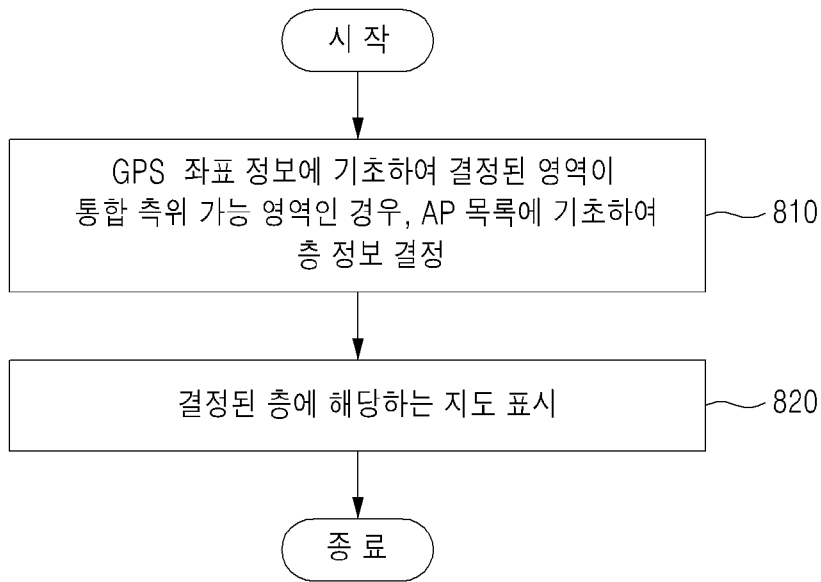 시 작
GPS 좌표 정보에 기초하여 결정된 영역이
통합 측위 가능 영역인 경우, AP 목록에 기초하여
층 정보 결정
810
결정된 층에 해당하는 지도 표시
820
종 료